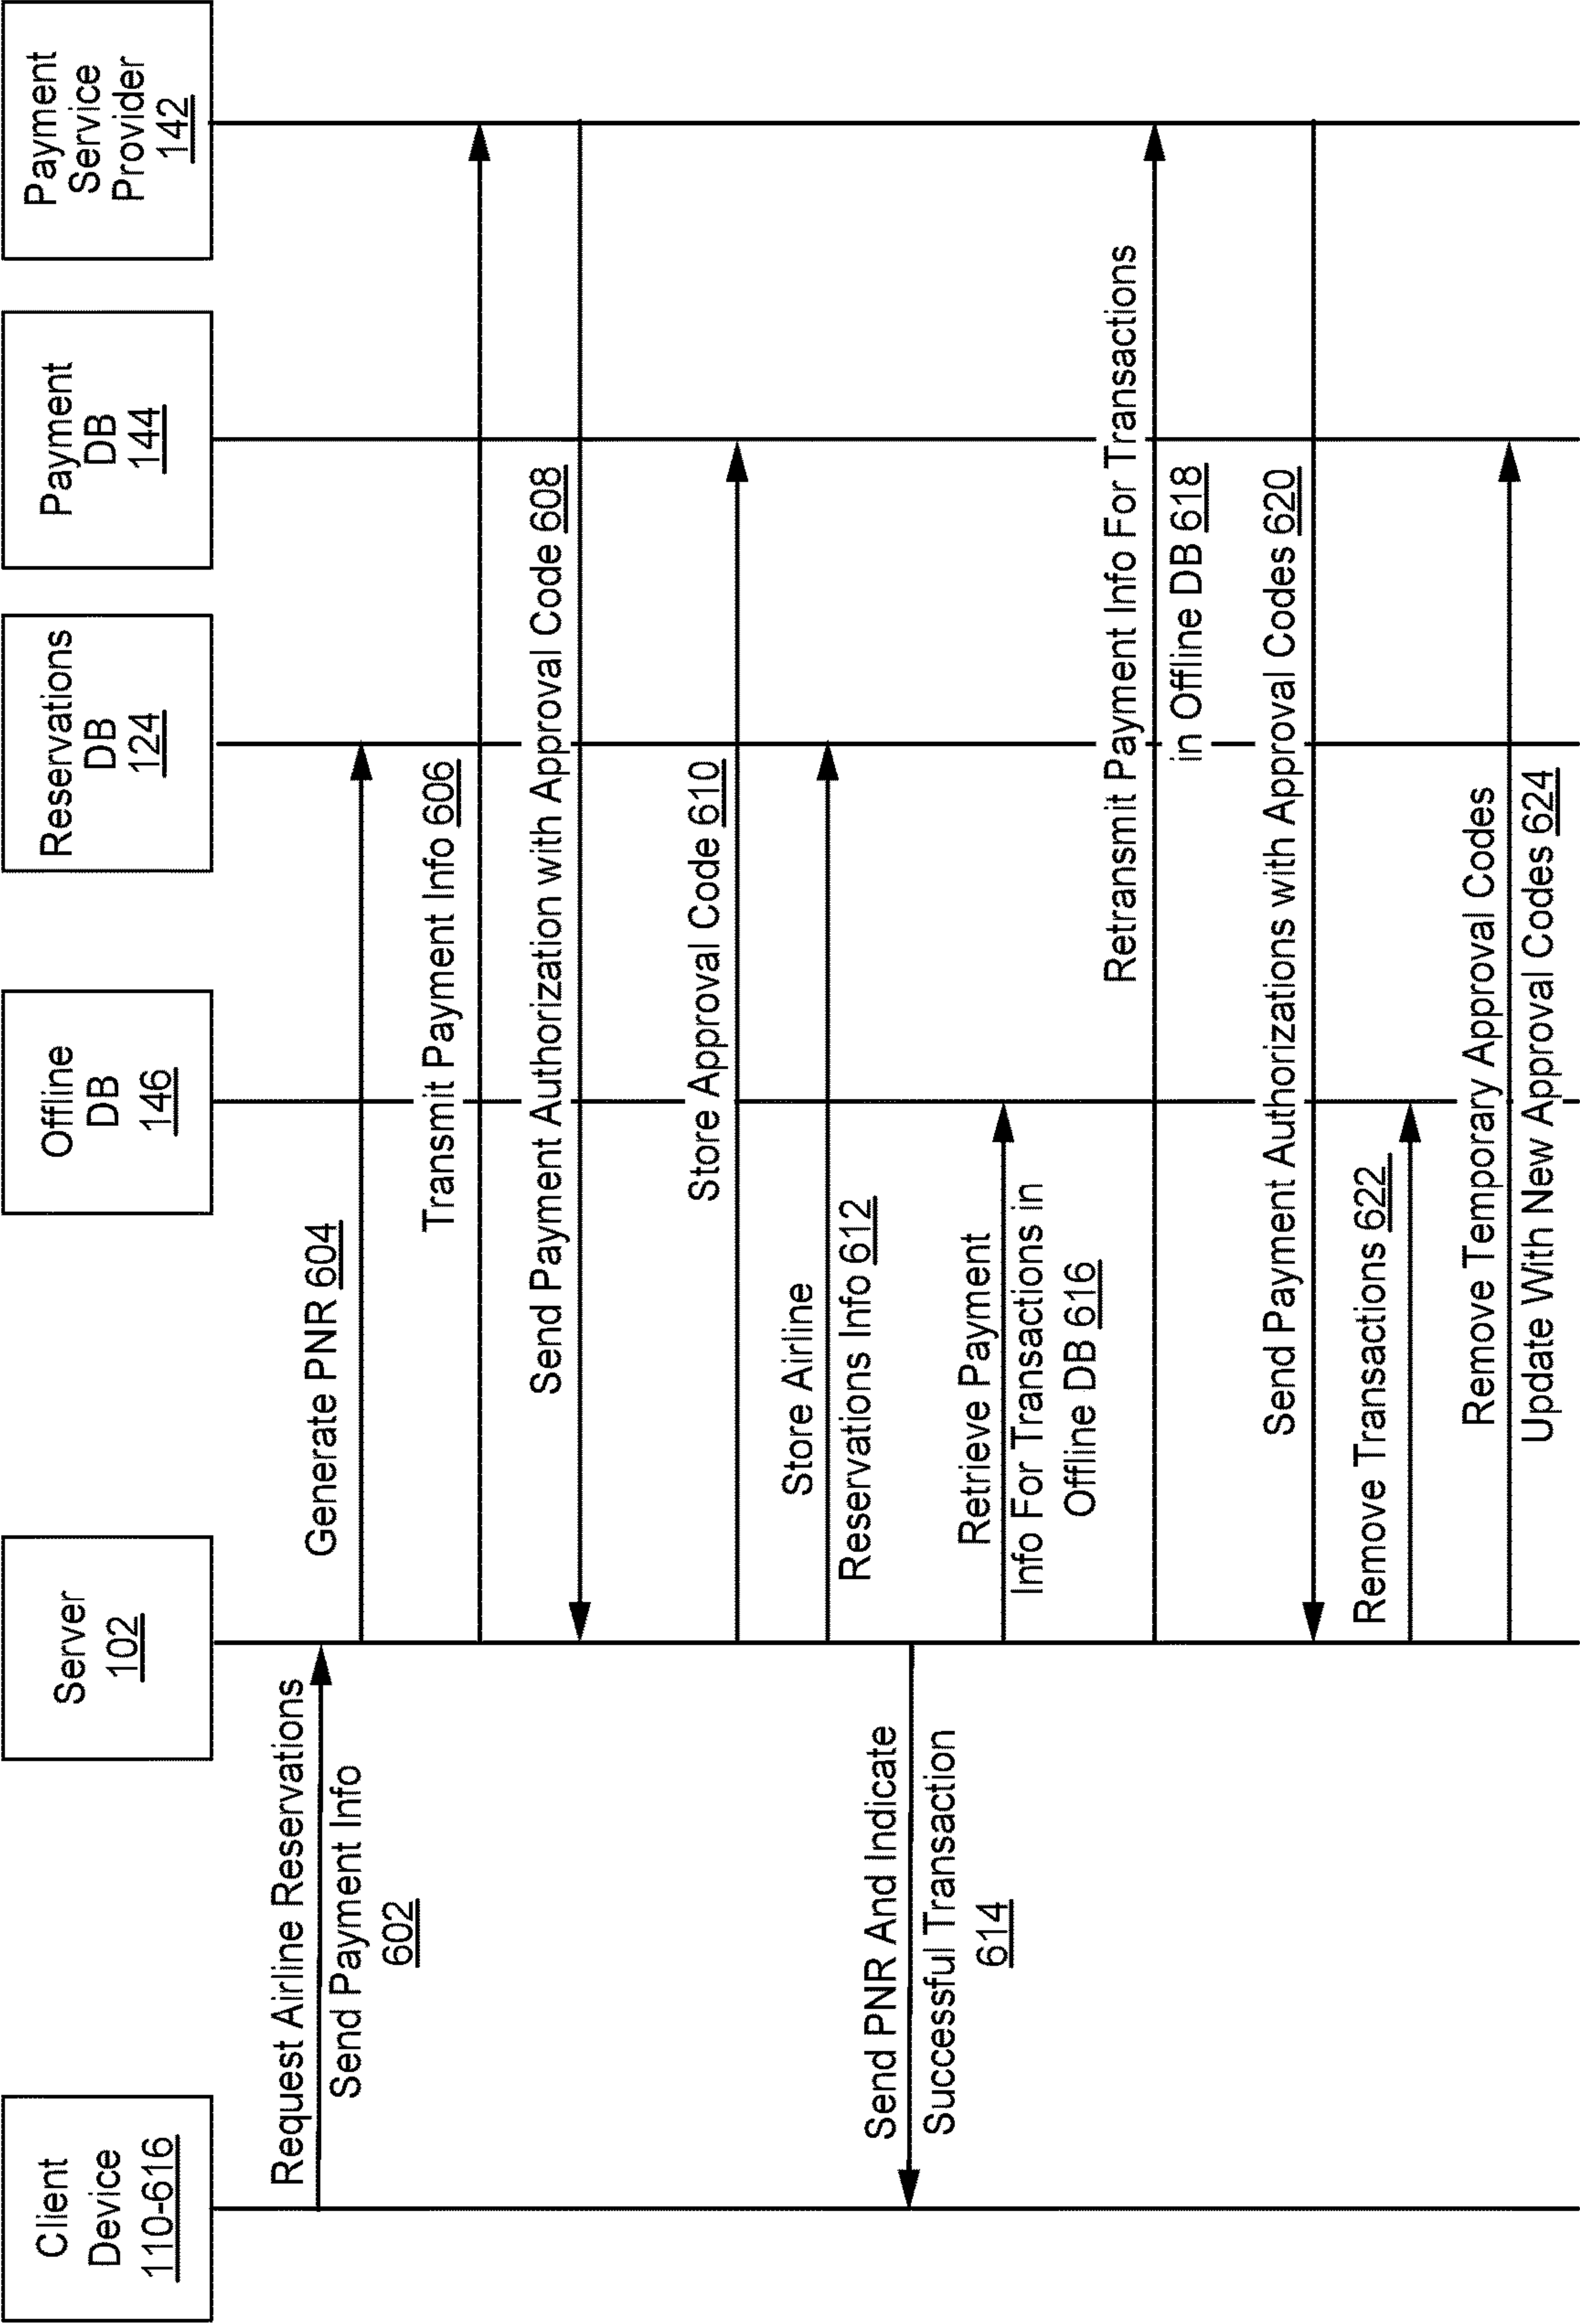 Client
Device
110-616
Server
102
Offline
DB
146
Reservations
DB
124
Payment
DB
144
Payment
Service
Provider
142
Request Airline Reservations
Send Payment Info
602
Generate PNR 604
Transmit Payment Info 606
Send Payment Authorization with Approval Code 608
Store Approval Code 610
Store Airline
Reservations Info 612
Send PNR And Indicate
Successful Transaction
614
Retrieve Payment
Info For Transactions in
Offline DB 616
Retransmit Payment Info For Transactions
in Offline DB 618
Send Payment Authorizations with Approval Codes 620
Remove Transactions 622
Remove Temporary Approval Codes
Update With New Approval Codes 624